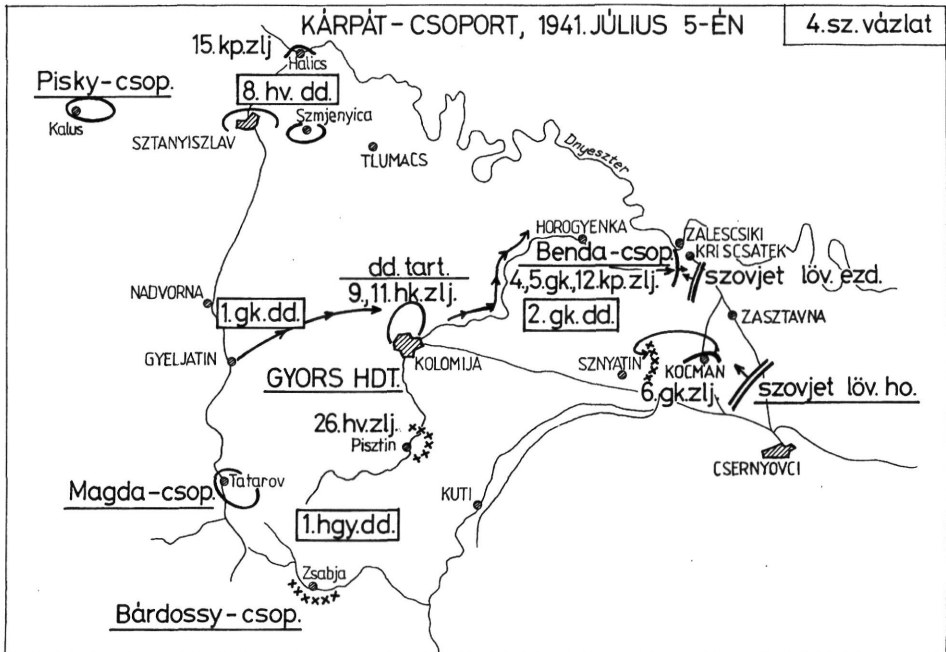 KÁRPÁT-CSOPORT, 1941. JÚLIUS 5-ÉN
4.sz. vázlat
15. kp. zlj
Halics
Pisky-csop.
Kalus
8. hv. dd.
Szmjenyica
SZTANYISZLAV
TLUMACS
Dnyeszter
HOROGYENKA
ZALESCSIKI
KRISCSATEK
Benda-csop.
szovjet löv. ezd.
4.,5.gk.,12.kp.zlj.
2. gk. dd.
dd. tart.
9., 11. hk. zlj.
NADVORNA
1. gk. dd.
ZASZTAVNA
GYELJATIN
KOLOMIJA
SZNYATIN
KOCMAN
GYORS HDT.
6. gk. zlj.
szovjet löv. ho.
26. hv. zlj.
Pisztin
CSERNYOVCI
Tatarov
Magda-csop.
KUTI
1. hgy. dd.
Zsabja
Bárdossy-csop.